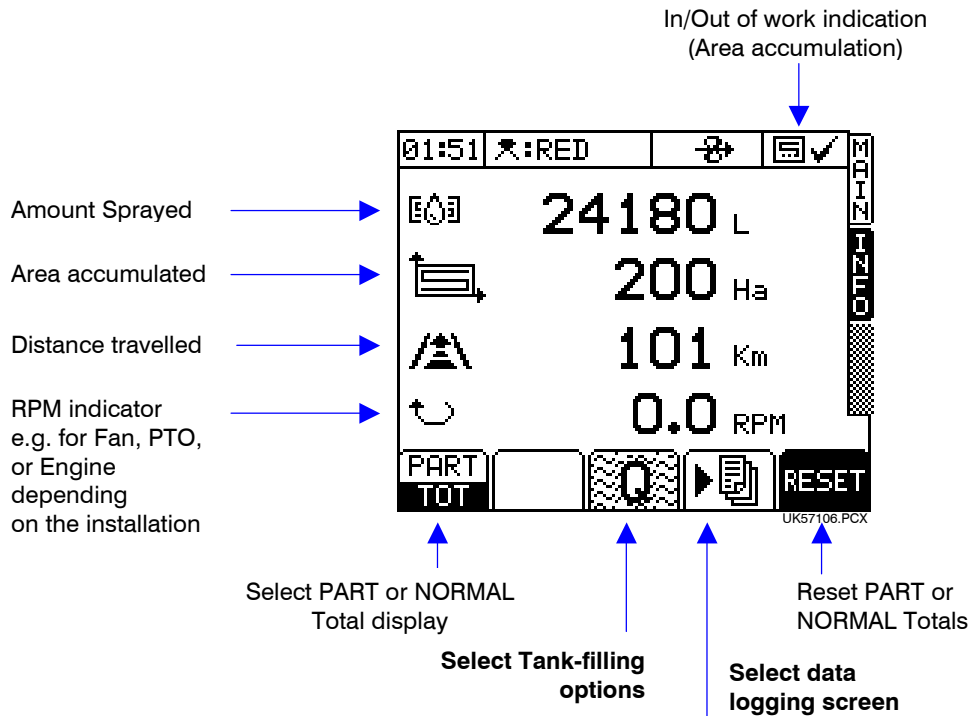 In/Out of work indication
(Area accumulation)
01:51 :RED
MAIN
INFO
Amount Sprayed
24180 L
Area accumulated
200 Ha
Distance travelled
101 Km
RPM indicator
e.g. for Fan, PTO,
or Engine
depending
on the installation
0.0 RPM
PART
TOT
Q
RESET
UK57106.PCX
Select PART or NORMAL
Total display
Reset PART or
NORMAL Totals
Select Tank-filling
options
Select data
logging screen